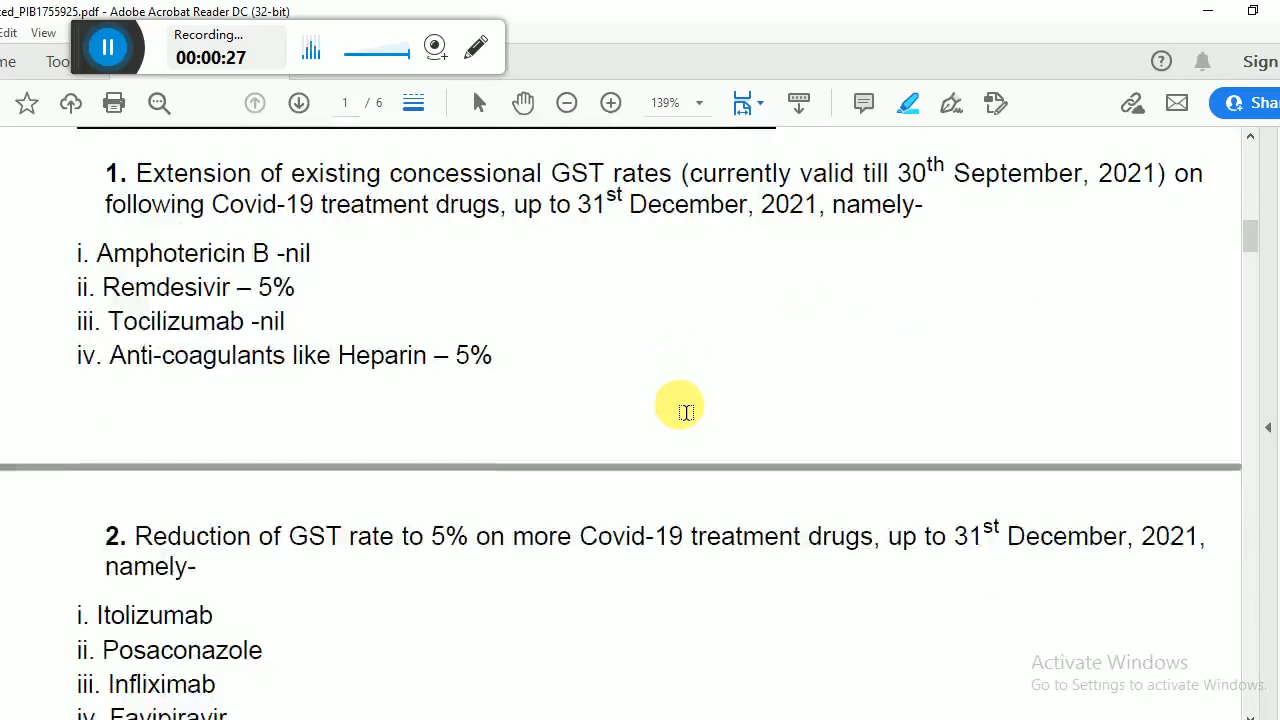 ced_PIB1755925.pdf - Adobe Acrobat Reader DC (32-bit)
Edit View
Recording...
00:00:27
me Too
Sign
1 / 6
139%
Sha
1. Extension of existing concessional GST rates (currently valid till 30th September, 2021) on
following Covid-19 treatment drugs, up to 31st December, 2021, namely-
i. Amphotericin B -nil
ii. Remdesivir – 5%
iii. Tocilizumab -nil
iv. Anti-coagulants like Heparin – 5%
2. Reduction of GST rate to 5% on more Covid-19 treatment drugs, up to 31st December, 2021,
namely-
i. Itolizumab
ii. Posaconazole
iii. Infliximab
iv. Favipiravir
Activate Windows
Go to Settings to activate Windows.